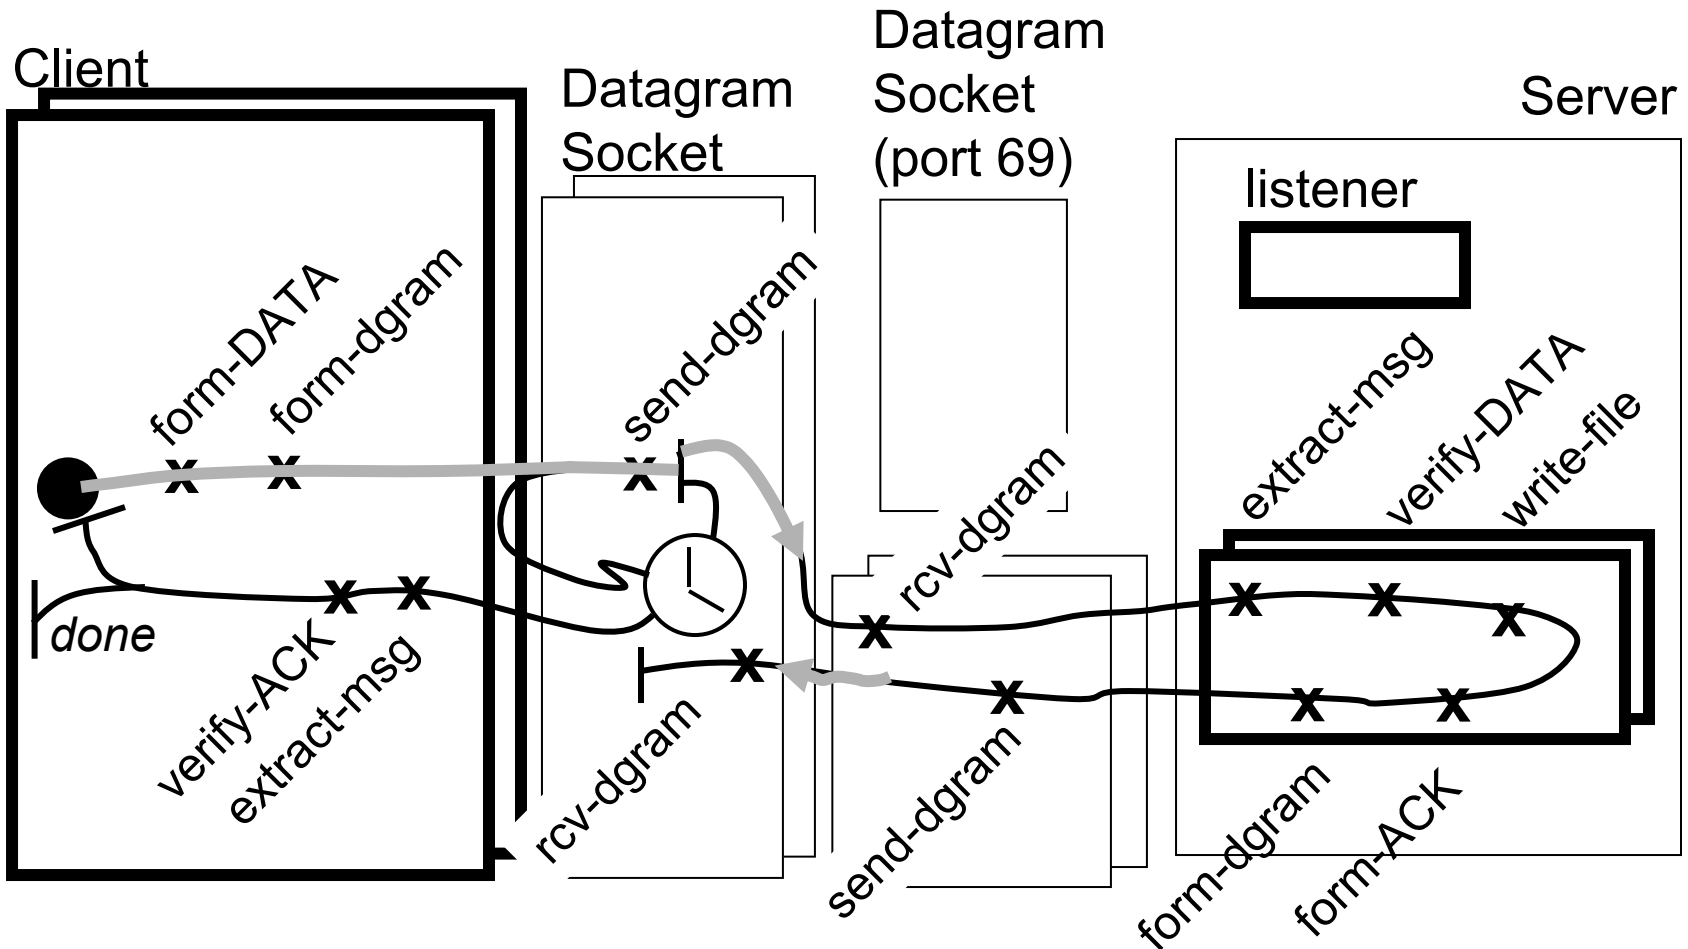 Client
Datagram
Socket
Datagram
Socket
(port 69)
Server
listener
form-DATA
form-dgram
send-dgram
rcv-dgram
extract-msg
verify-DATA
write-file
done
verify-ACK
extract-msg
rcv-dgram
send-dgram
form-dgram
form-ACK